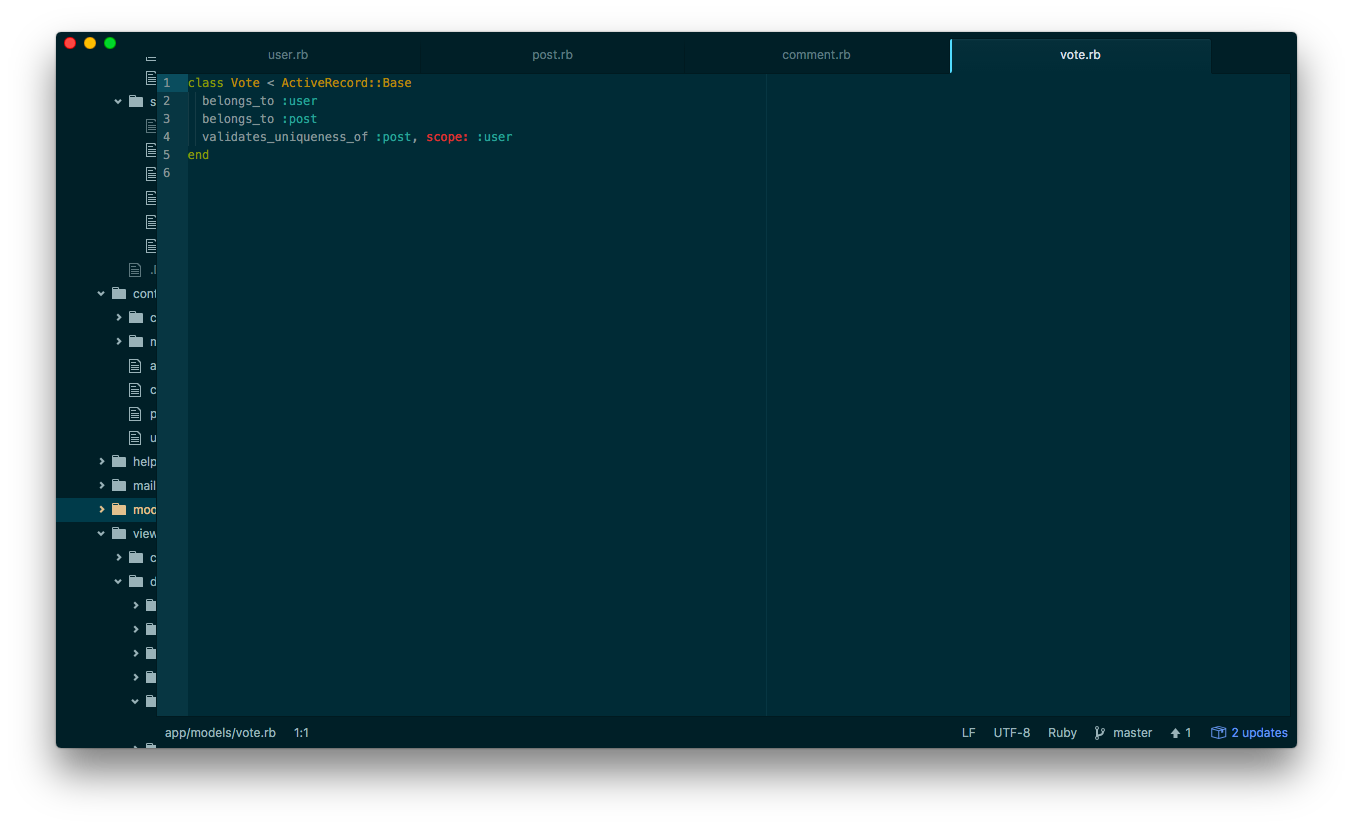 user.rb
post.rb
comment.rb
vote.rb
1 class Vote < ActiveRecord::Base
2 belongs_to :user
3 belongs_to :post
4 validates_uniqueness_of :post, scope: :user
5 end
6
s
cont
c
m
a
c
p
u
help
mail
mod
view
c
d
app/models/vote.rb 1:1
LF UTF-8 Ruby master 1 2 updates